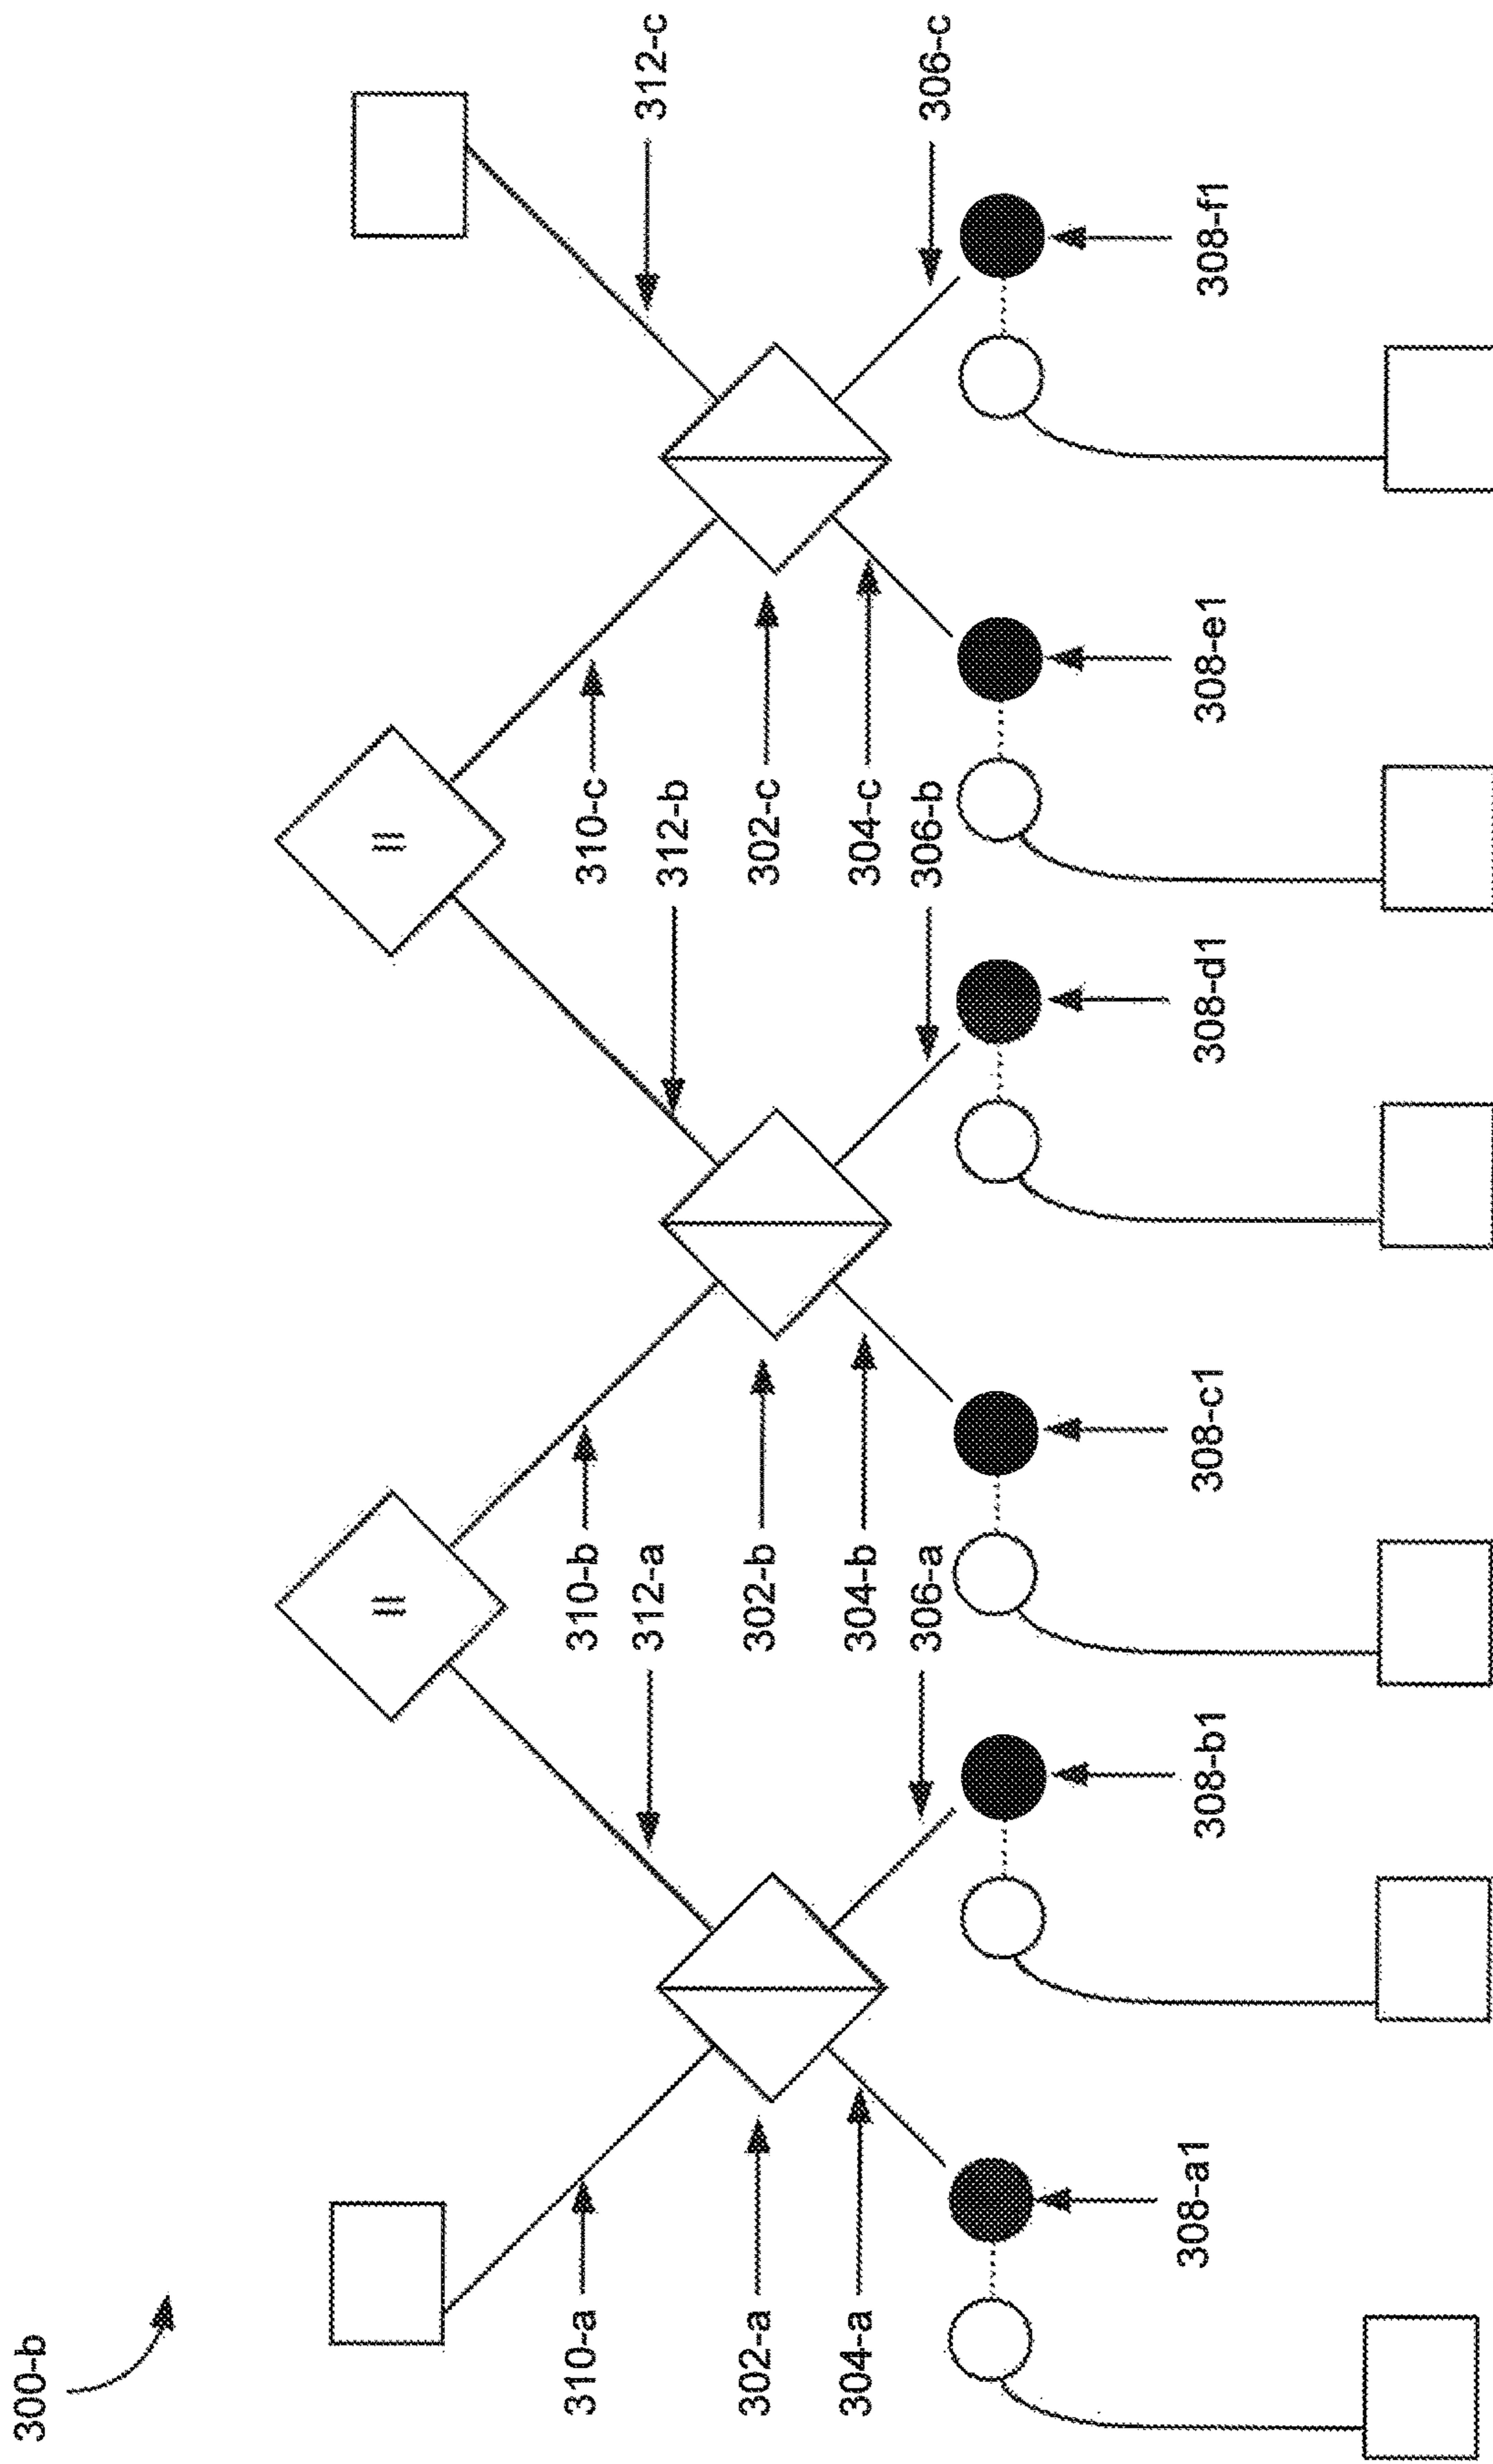 300-b
310-a
302-a
304-a
308-a1
312-a
306-a
308-b1
310-b
302-b
304-b
308-c1
312-b
306-b
308-d1
310-c
302-c
304-c
308-e1
312-c
306-c
308-f1
=
=